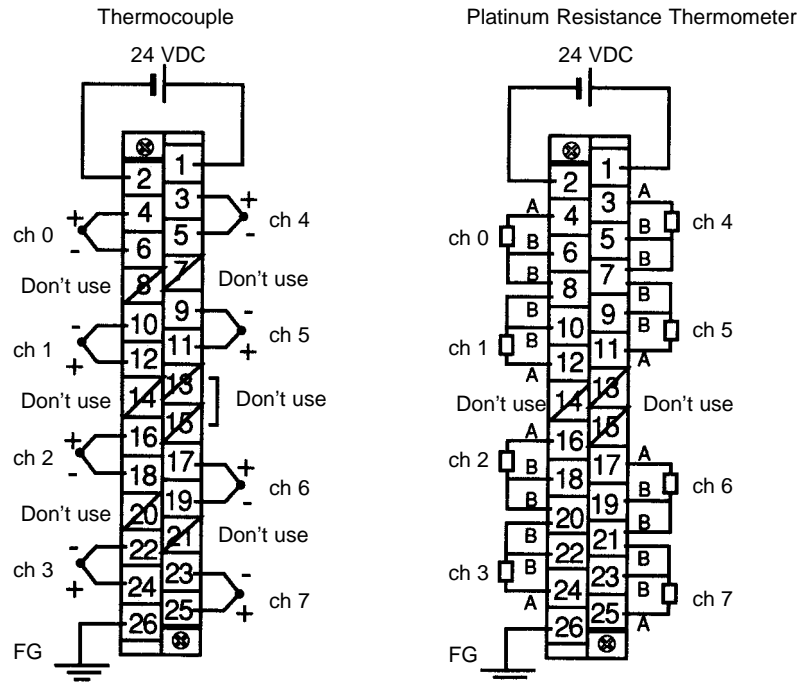 Thermocouple
24 VDC
1
2
3
4
5
6
7
8
9
10
11
12
13
14
15
16
17
18
19
20
21
22
23
24
25
26
+
-
ch 0
+
-
ch 4
Don't use
Don't use
-
+
ch 1
-
+
ch 5
Don't use
Don't use
+
-
ch 2
+
-
ch 6
Don't use
Don't use
-
+
ch 3
-
+
ch 7
FG
Platinum Resistance Thermometer
24 VDC
1
2
3
4
5
6
7
8
9
10
11
12
13
14
15
16
17
18
19
20
21
22
23
24
25
26
A
B
B
ch 0
A
B
B
ch 4
B
B
A
ch 1
B
B
A
ch 5
Don't use
Don't use
A
B
B
ch 2
A
B
B
ch 6
B
B
A
ch 3
B
B
A
ch 7
FG